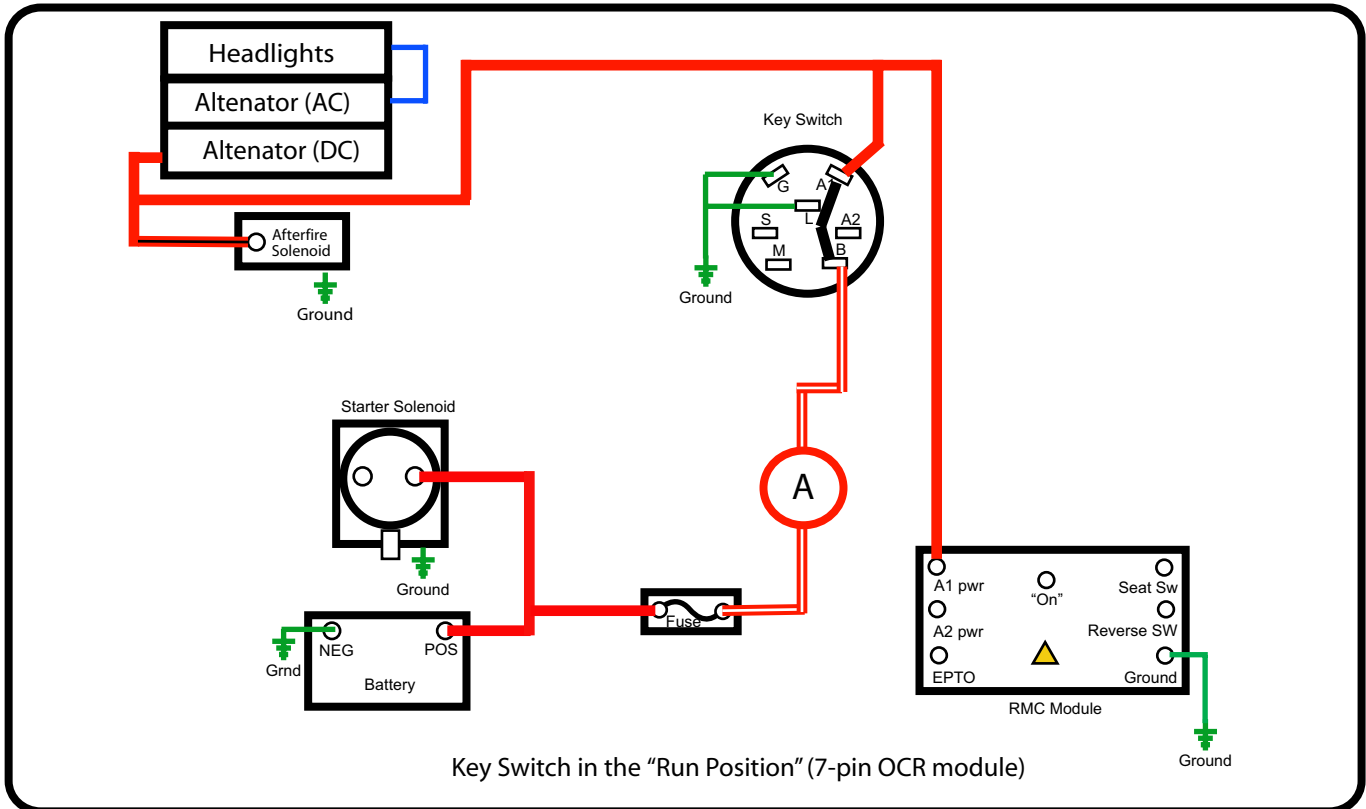 Headlights
Altenator (AC)
Altenator (DC)
Afterfire
Solenoid
Ground
Key Switch
G
A1
L
S
A2
M
B
Ground
Starter Solenoid
Ground
A
Fuse
NEG
POS
Grnd
Battery
A1 pwr
"On"
Seat Sw
A2 pwr
Reverse SW
EPTO
Ground
RMC Module
Ground
Key Switch in the “Run Position” (7-pin OCR module)